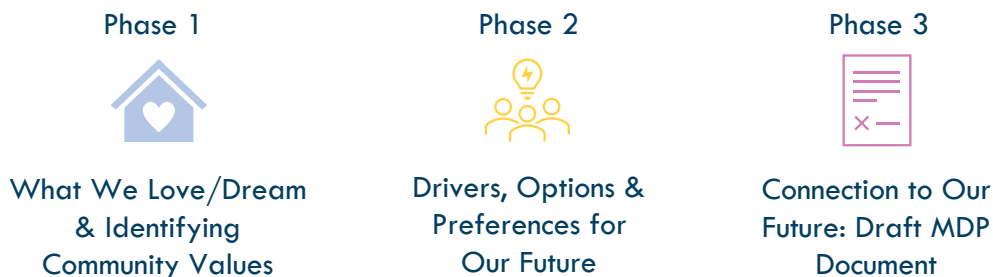 Phase 1
What We Love/Dream
& Identifying
Community Values
Phase 2
Drivers, Options &
Preferences for
Our Future
Phase 3
Connection to Our
Future: Draft MDP
Document